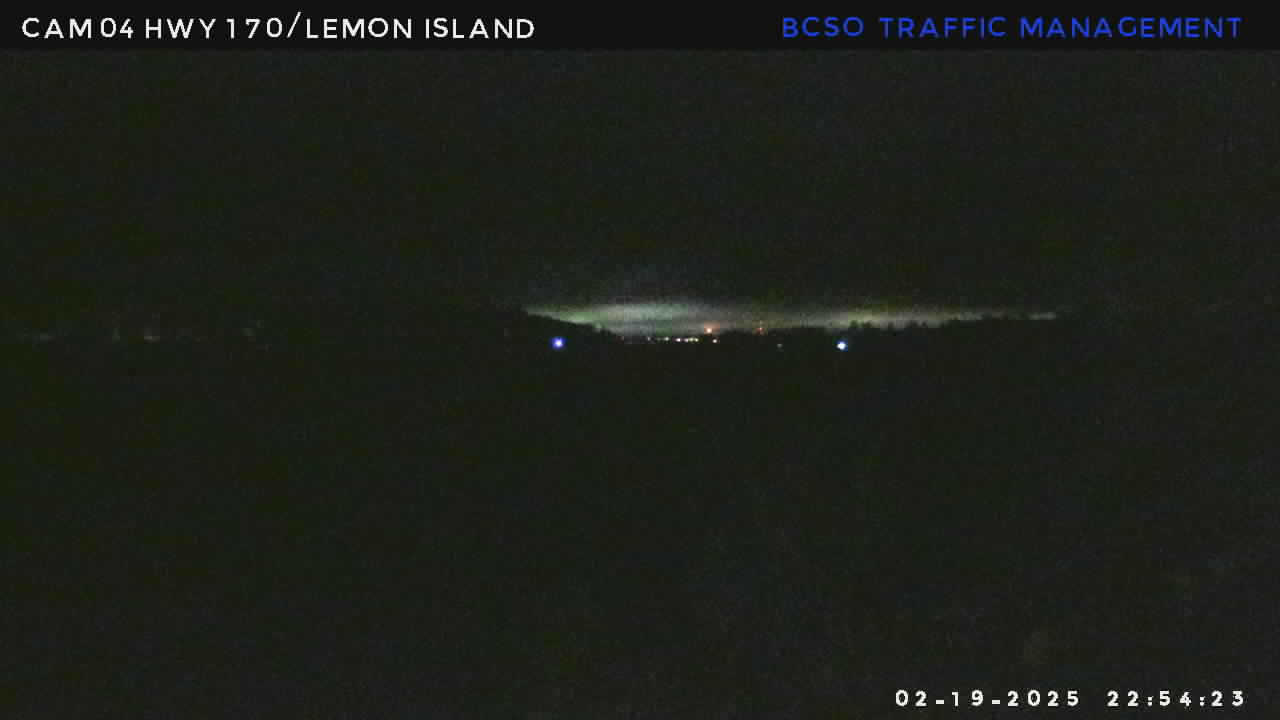 CAM04 HWY 170/LEMON ISLAND
BCSO TRAFFIC MANAGEMENT
02-19-2025 22:54:23